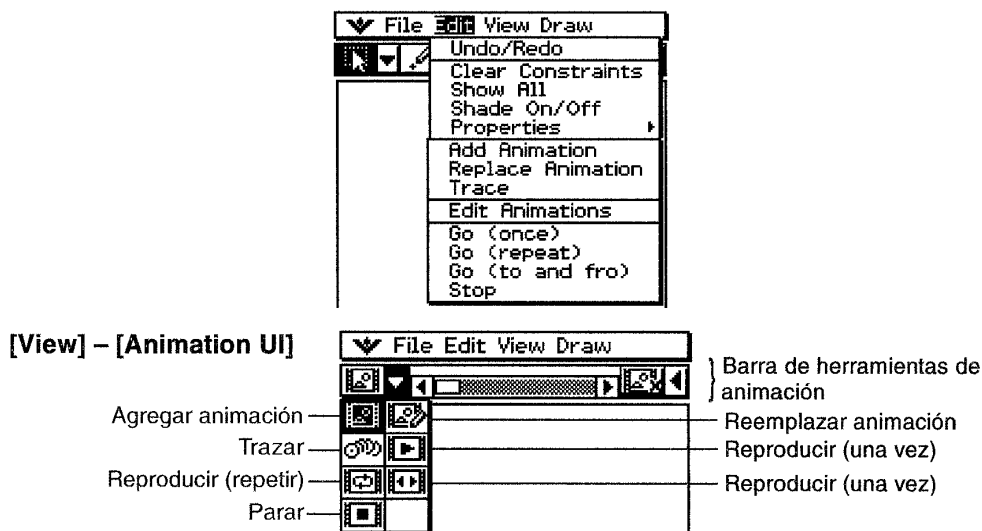 File Edit View Draw
Undo/Redo
Clear Constraints
Show All
Shade On/Off
Properties
Add Animation
Replace Animation
Trace
Edit Animations
Go (once)
Go (repeat)
Go (to and fro)
Stop
[View] – [Animation UI]
File Edit View Draw
Barra de herramientas de
animación
Agregar animación
Reemplazar animación
Trazar
Reproducir (una vez)
Reproducir (repetir)
Reproducir (una vez)
Parar